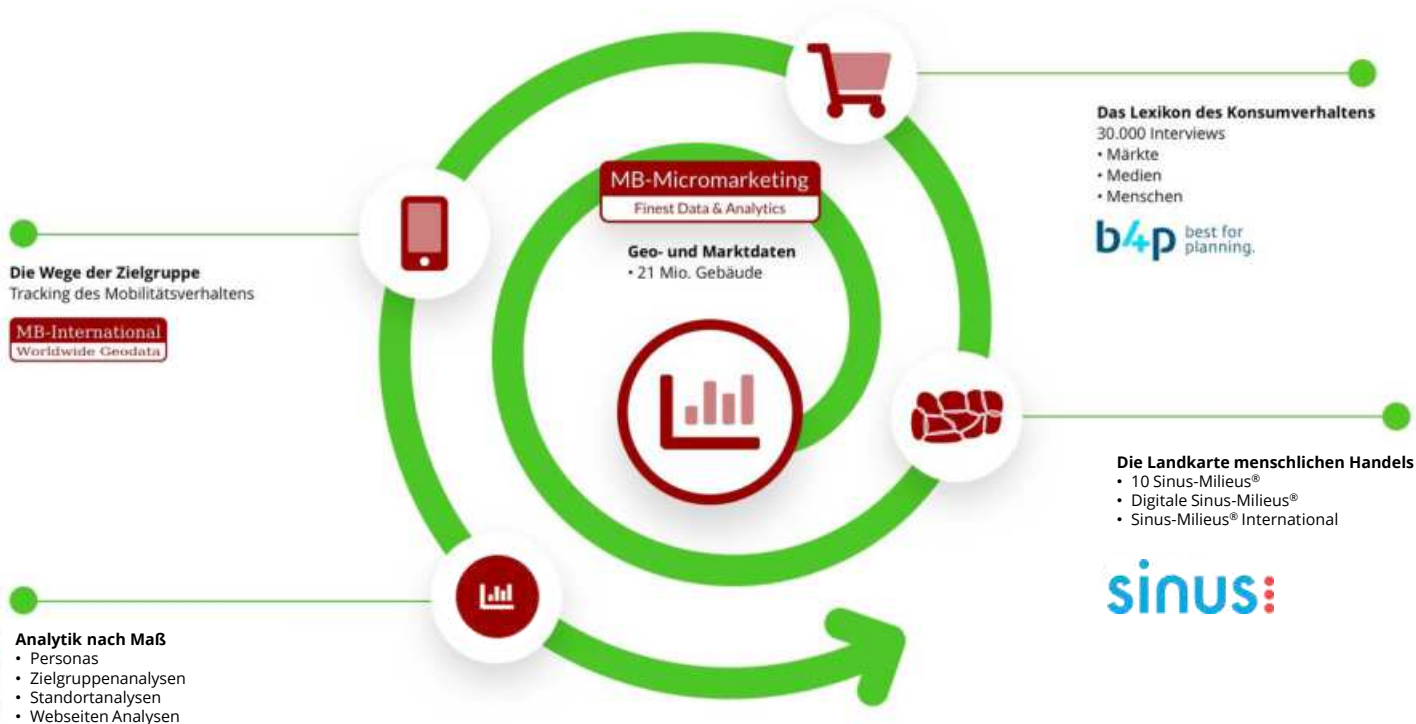 MB-Micromarketing
Finest Data & Analytics
Geo- und Marktdaten
• 21 Mio. Gebäude
Das Lexikon des Konsumverhaltens
30.000 Interviews
• Märkte
• Medien
• Menschen
b4p best for
planning.
Die Wege der Zielgruppe
Tracking des Mobilitätsverhaltens
MB-International
Worldwide Geodata
Die Landkarte menschlichen Handels
• 10 Sinus-Milieus®
• Digitale Sinus-Milieus®
• Sinus-Milieus® International
sinus:
Analytik nach Maß
• Personas
• Zielgruppenanalysen
• Standortanalysen
• Webseiten Analysen